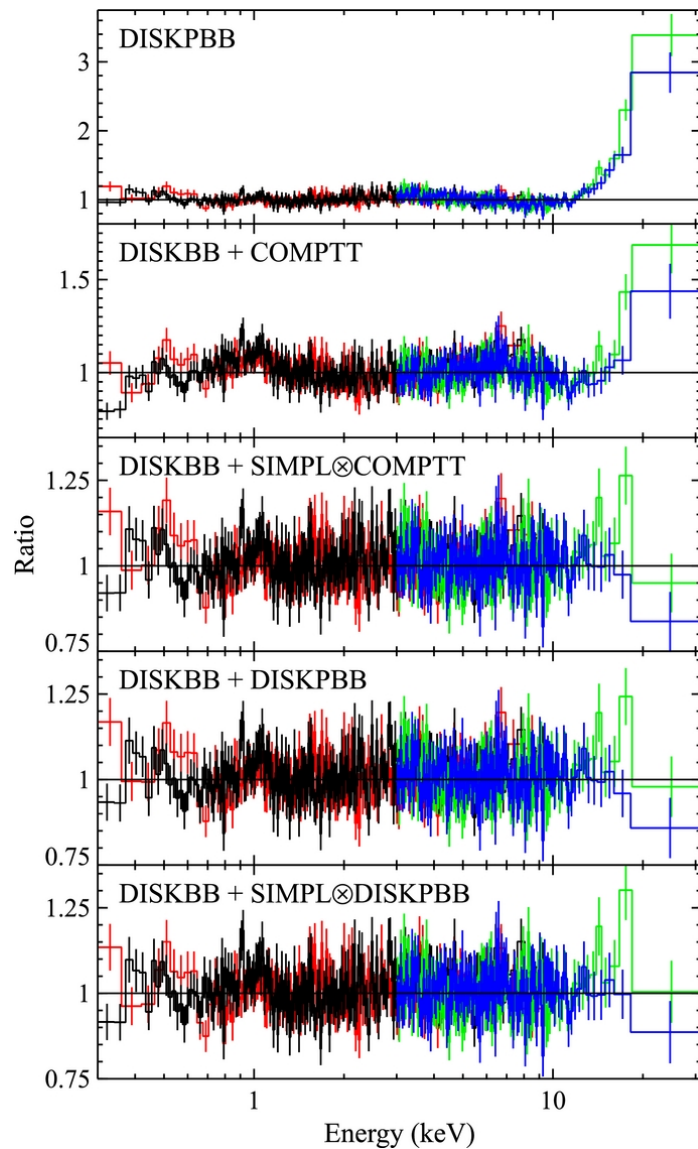 DISKPBB
3
2
1
DISKBB + COMPTT
1.5
1
DISKBB + SIMPL⊗COMPTT
1.25
1
0.75
DISKBB + DISKPBB
1.25
1
0.75
DISKBB + SIMPL⊗DISKPBB
1.25
1
0.75
Ratio
1 10
Energy (keV)